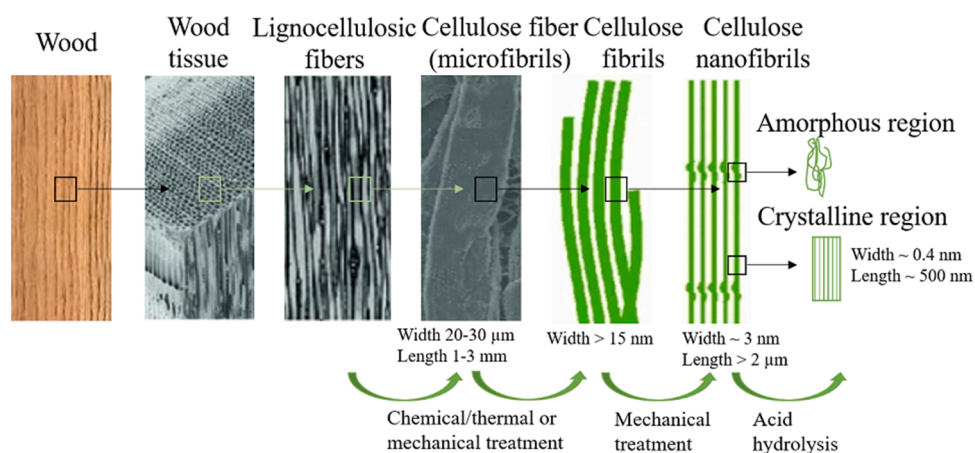 Wood
Wood
tissue
Lignocellulosic
fibers
Cellulose fiber
(microfibrils)
Cellulose
fibrils
Cellulose
nanofibrils
Amorphous region
Crystalline region
Width ~ 0.4 nm
Length ~ 500 nm
Width 20-30 µm
Length 1-3 mm
Width > 15 nm
Width ~ 3 nm
Length > 2 µm
Chemical/thermal or
mechanical treatment
Mechanical
treatment
Acid
hydrolysis